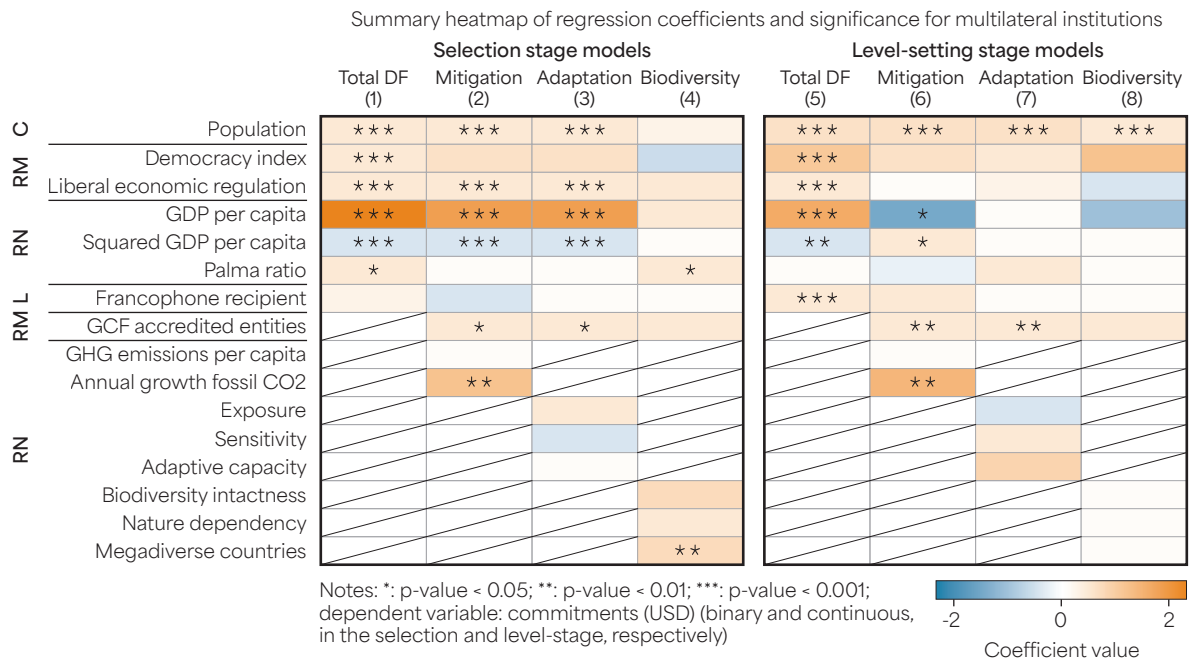 Summary heatmap of regression coefficients and significance for multilateral institutions
Selection stage models Level-setting stage models
Total DF Mitigation Adaptation Biodiversity Total DF Mitigation Adaptation Biodiversity
(1) (2) (3) (4) (5) (6) (7) (8)
C Population *** *** *** *** *** *** ***
RM Democracy index *** ***
Liberal economic regulation *** *** *** ***
RN GDP per capita *** *** *** *** *
Squared GDP per capita *** *** *** ** *
Palma ratio * *
L Francophone recipient ***
RM GCF accredited entities * * ** **
RN GHG emissions per capita
Annual growth fossil CO2 ** **
Exposure
Sensitivity
Adaptive capacity
Biodiversity intactness
Nature dependency
Megadiverse countries **
Notes: *: p-value < 0.05; **: p-value < 0.01; ***: p-value < 0.001;
dependent variable: commitments (USD) (binary and continuous,
in the selection and level-stage, respectively)
-2 0 2
Coefficient value